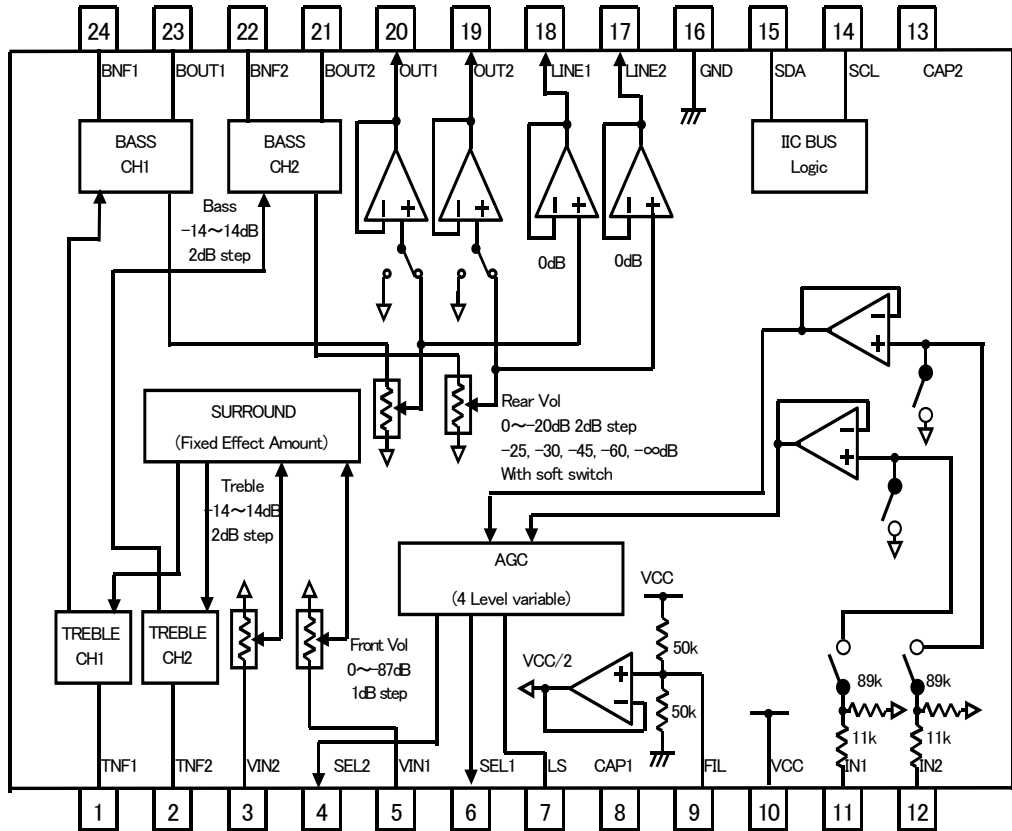 24 23 22 21 20 19 18 17 16 15 14 13
BNF1 BOUT1 BNF2 BOUT2 OUT1 OUT2 LINE1 LINE2 GND SDA SCL CAP2
BASS
CH1
BASS
CH2
IIC BUS
Logic
Bass
-14~14dB
2dB step
0dB
0dB
SURROUND
(Fixed Effect Amount)
Rear Vol
0~-20dB 2dB step
-25, -30, -45, -60, -∞dB
With soft switch
Treble
-14~14dB
2dB step
AGC
(4 Level variable)
TREBLE
CH1
TREBLE
CH2
Front Vol
0~-87dB
1dB step
VCC
50k
VCC/2
50k
89k
89k
11k
11k
TNF1 TNF2 VIN2 SEL2 VIN1 SEL1 LS CAP1 FIL VCC IN1 IN2
1 2 3 4 5 6 7 8 9 10 11 12